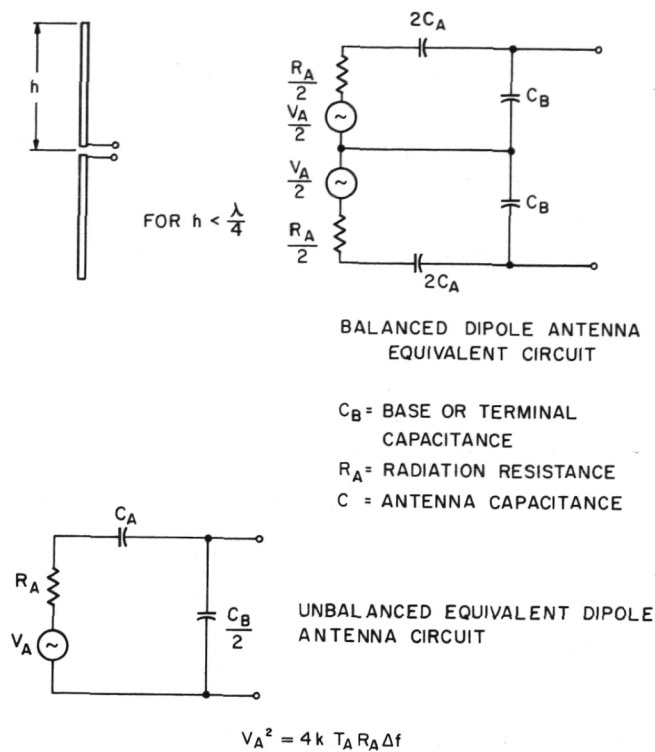 h
FOR h < λ/4
2C_A
R_A/2
V_A/2
C_B
V_A/2
C_B
R_A/2
2C_A
BALANCED DIPOLE ANTENNA
EQUIVALENT CIRCUIT
C_B = BASE OR TERMINAL
CAPACITANCE
R_A = RADIATION RESISTANCE
C = ANTENNA CAPACITANCE
C_A
R_A
V_A
C_B/2
UNBALANCED EQUIVALENT DIPOLE
ANTENNA CIRCUIT
V_A² = 4k T_A R_A Δf